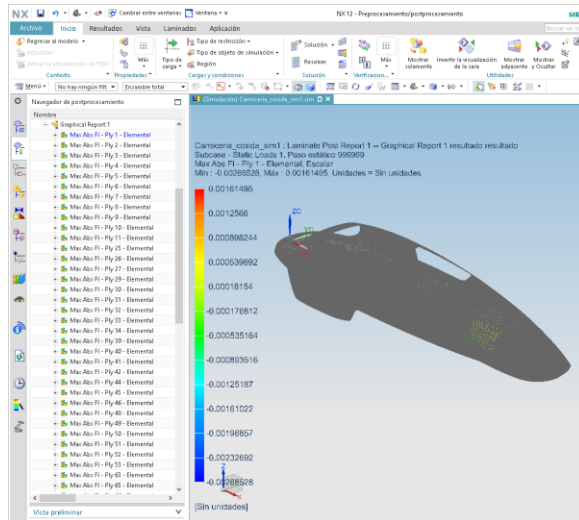 NX
Cambiar entre ventanas
Ventana
NX 12 - Preprocesamiento/postprocesamiento
Archivo
Inicio
Resultados
Vista
Laminados
Aplicación
Regresar al modelo
Actualizar
Contexto
Más
Propiedades
Tipo de carga
Tipo de restricción
Tipo de objeto de simulación
Región
Cargas y condiciones
Solución
Resolver
Solución
Más
Verificacion...
Mostrar solamente
Invertir la visualización de la cara
Mostrar adyacente
Mostrar y Ocultar
Utilidades
Menú
No hay ningún filt
Ensamble total
Navegador de postprocesamiento
(Simulación) Carroceria_cosida_sim1.sim
Nombre
Graphical Report 1
Max Abs FI - Ply 1 - Elemental
Max Abs FI - Ply 2 - Elemental
Max Abs FI - Ply 3 - Elemental
Max Abs FI - Ply 4 - Elemental
Max Abs FI - Ply 5 - Elemental
Max Abs FI - Ply 6 - Elemental
Max Abs FI - Ply 7 - Elemental
Max Abs FI - Ply 8 - Elemental
Max Abs FI - Ply 9 - Elemental
Max Abs FI - Ply 10 - Elemental
Max Abs FI - Ply 11 - Elemental
Max Abs FI - Ply 25 - Elemental
Max Abs FI - Ply 26 - Elemental
Max Abs FI - Ply 27 - Elemental
Max Abs FI - Ply 29 - Elemental
Max Abs FI - Ply 30 - Elemental
Max Abs FI - Ply 31 - Elemental
Max Abs FI - Ply 32 - Elemental
Max Abs FI - Ply 33 - Elemental
Max Abs FI - Ply 34 - Elemental
Max Abs FI - Ply 39 - Elemental
Max Abs FI - Ply 40 - Elemental
Max Abs FI - Ply 41 - Elemental
Max Abs FI - Ply 42 - Elemental
Max Abs FI - Ply 44 - Elemental
Max Abs FI - Ply 45 - Elemental
Max Abs FI - Ply 46 - Elemental
Max Abs FI - Ply 48 - Elemental
Max Abs FI - Ply 49 - Elemental
Max Abs FI - Ply 50 - Elemental
Max Abs FI - Ply 51 - Elemental
Max Abs FI - Ply 52 - Elemental
Max Abs FI - Ply 53 - Elemental
Max Abs FI - Ply 63 - Elemental
Max Abs FI - Ply 65 - Elemental
Vista preliminar
Carroceria_cosida_sim1 : Laminate Post Report 1 -- Graphical Report 1 resultado resultado
Subcase - Static Loads 1, Paso estático 999999
Max Abs FI - Ply 1 - Elemental, Escalar
Mín : -0.00268528, Máx : 0.00161495, Unidades = Sin unidades
0.00161495
0.0012566
0.000898244
0.000539892
0.00018154
-0.000176812
-0.000535164
-0.000893516
-0.00125187
-0.00161022
-0.00196857
-0.00232692
-0.00268528
[Sin unidades]
ZC
YC
Z
X